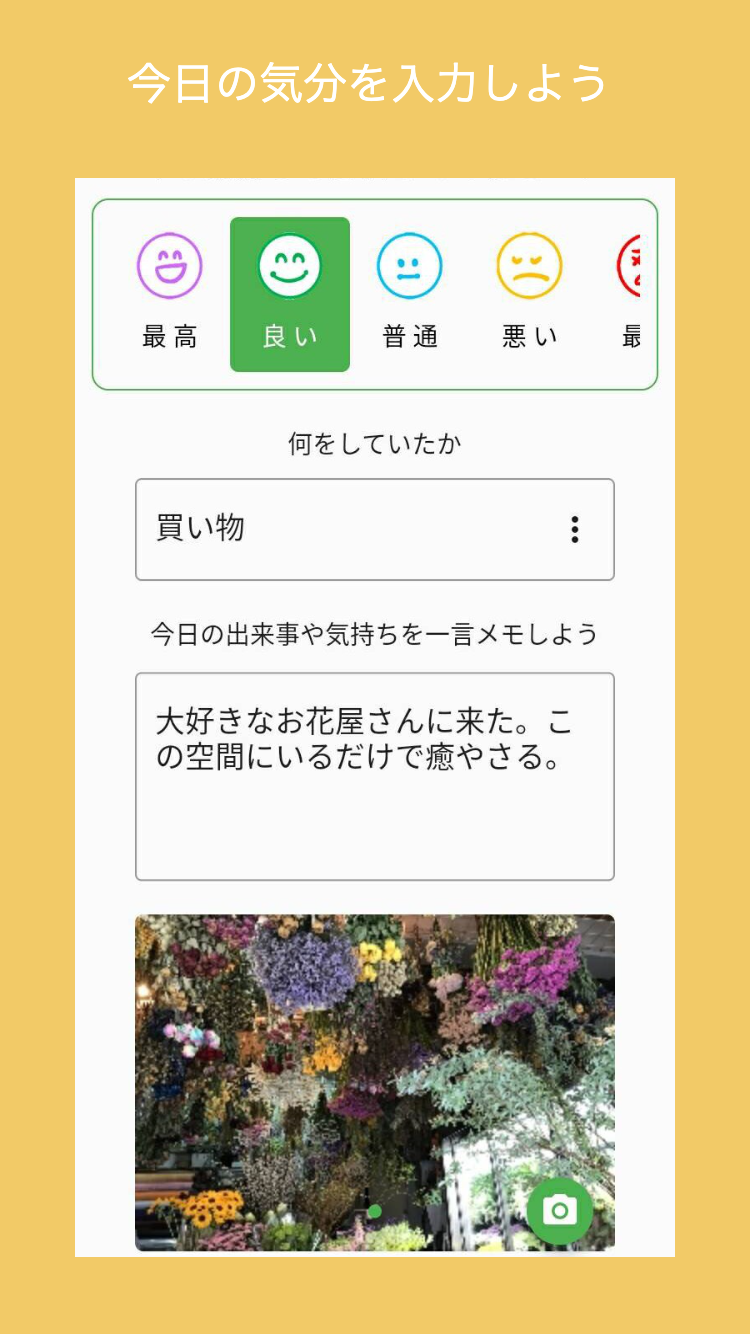 今日の気分を入力しよう
最高 良い 普通 悪い 最
何をしていたか
買い物
今日の出来事や気持ちを一言メモしよう
大好きなお花屋さんに来た。こ
の空間にいるだけで癒やさる。